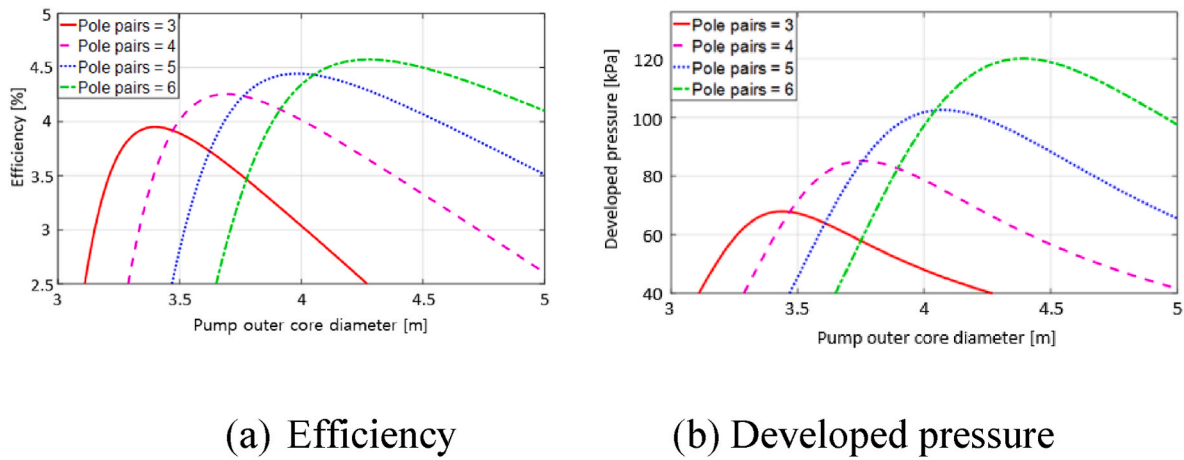 5
4.5
4
3.5
3
2.5
Efficiency [%]
Pole pairs = 3
Pole pairs = 4
Pole pairs = 5
Pole pairs = 6
3
3.5
4
4.5
5
Pump outer core diameter [m]
(a) Efficiency
120
100
80
60
40
Developed pressure [kPa]
Pole pairs = 3
Pole pairs = 4
Pole pairs = 5
Pole pairs = 6
3
3.5
4
4.5
5
Pump outer core diameter [m]
(b) Developed pressure